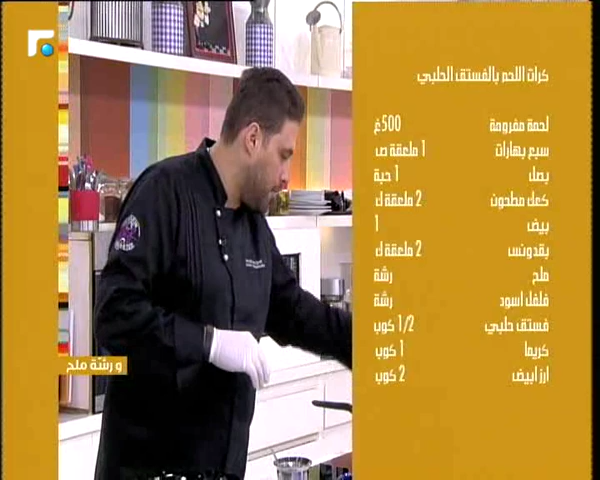 كرات اللحم بالفستق الحلبي
لحمة مفرومة 500غ
سبع بهارات 1 ملعقة ص
بصل 1 حبة
كعك مطحون 2 ملعقة ك
بيض 1
بقدونس 2 ملعقة ك
ملح رشة
فلفل اسود رشة
فستق حلبي 1/2 كوب
كريما 1 كوب
ارز ابيض 2 كوب
و رشّة ملح